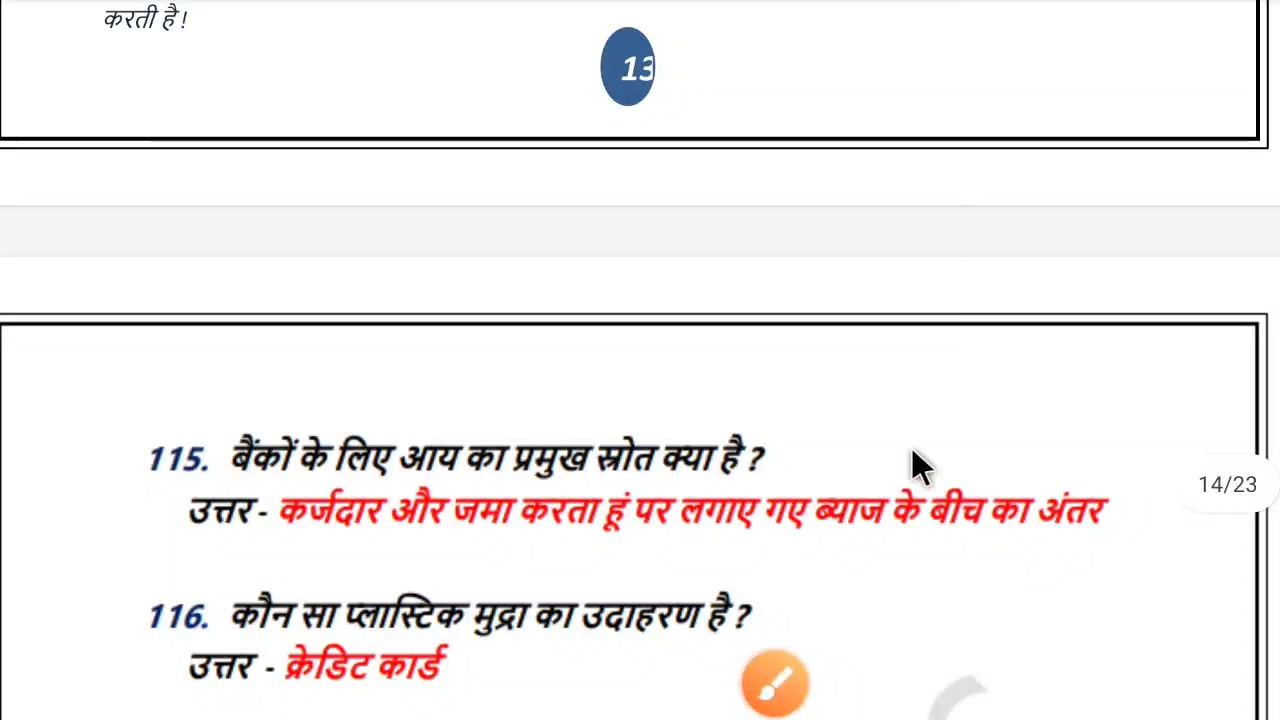 करती है!
13
115. बैंकों के लिए आय का प्रमुख स्रोत क्या है ?
उत्तर - कर्जदार और जमा करता हूं पर लगाए गए ब्याज के बीच का अंतर
14/23
116. कौन सा प्लास्टिक मुद्रा का उदाहरण है ?
उत्तर - क्रेडिट कार्ड